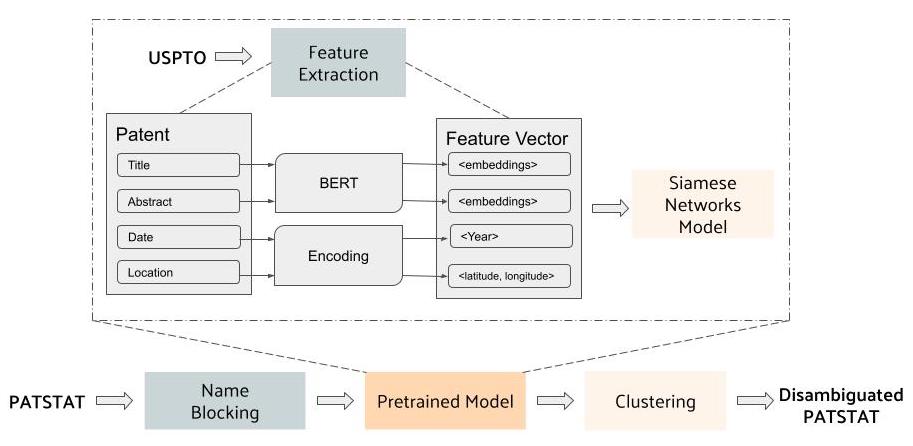 USPTO
Feature
Extraction
Patent
Title
Abstract
Date
Location
BERT
Encoding
Feature Vector
<embeddings>
<embeddings>
<Year>
<latitude, longitude>
Siamese
Networks
Model
PATSTAT
Name
Blocking
Pretrained Model
Clustering
Disambiguated
PATSTAT